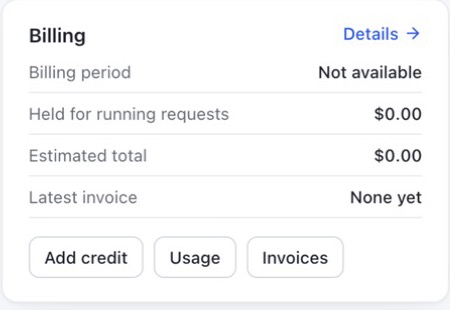 Billing
Details →
Billing period Not available
Held for running requests $0.00
Estimated total $0.00
Latest invoice None yet
Add credit Usage Invoices